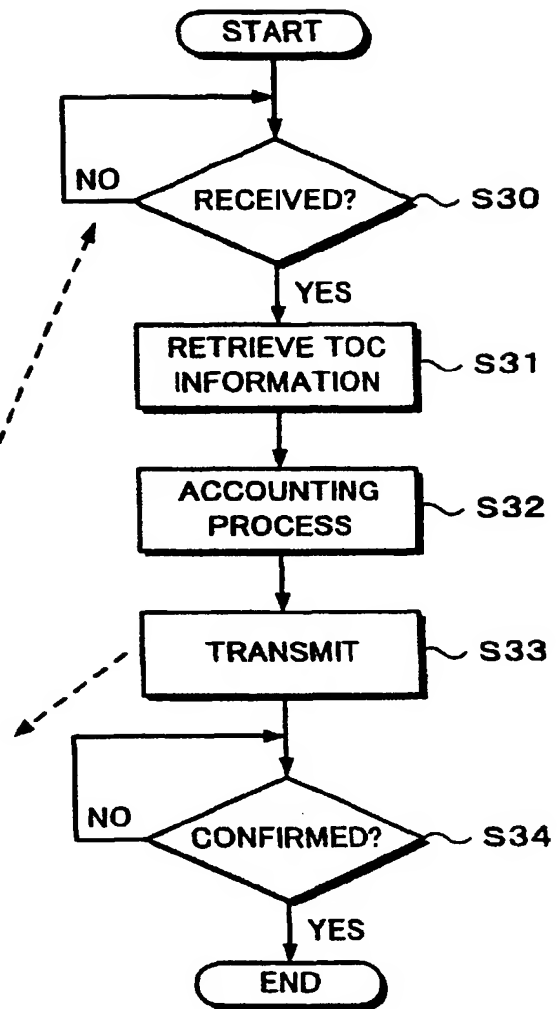 START
NO
RECEIVED?
S30
YES
RETRIEVE TOC
INFORMATION
S31
ACCOUNTING
PROCESS
S32
TRANSMIT
S33
NO
CONFIRMED?
S34
YES
END